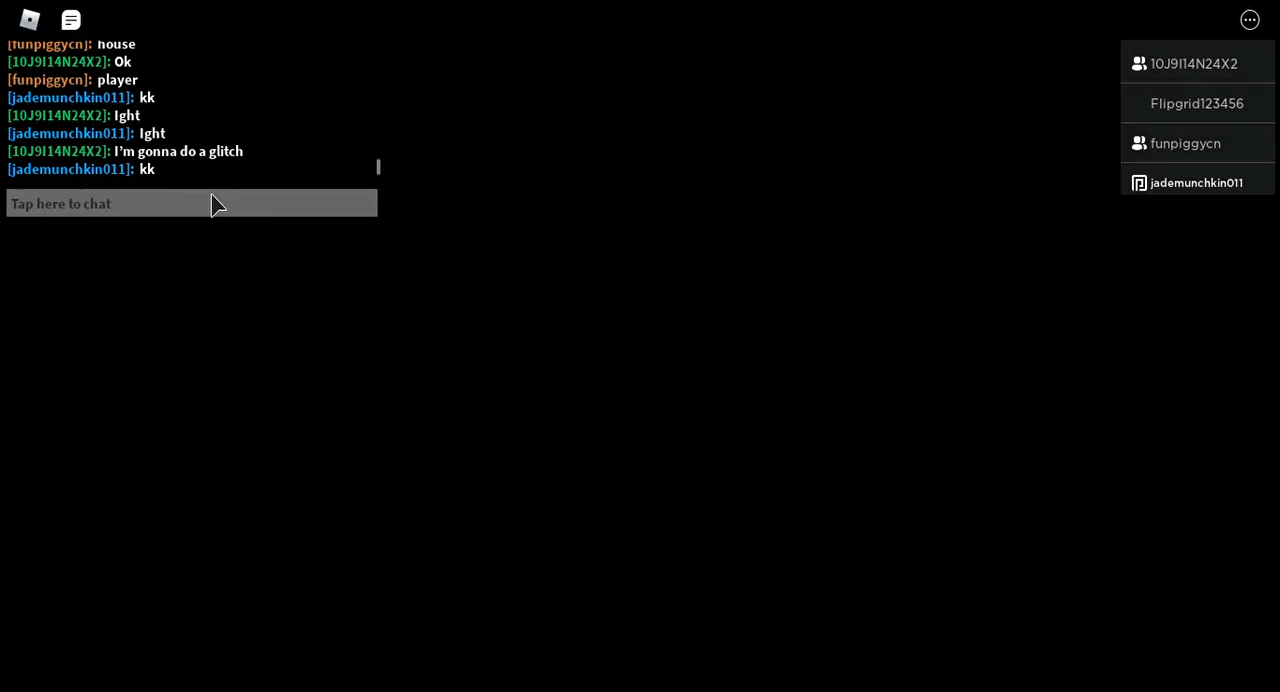 [funpiggycn]: house
[10J9I14N24X2]: Ok
[funpiggycn]: player
[jademunchkin011]: kk
[10J9I14N24X2]: Ight
[jademunchkin011]: Ight
[10J9I14N24X2]: I'm gonna do a glitch
[jademunchkin011]: kk
Tap here to chat
10J9I14N24X2
Flipgrid123456
funpiggycn
jademunchkin011